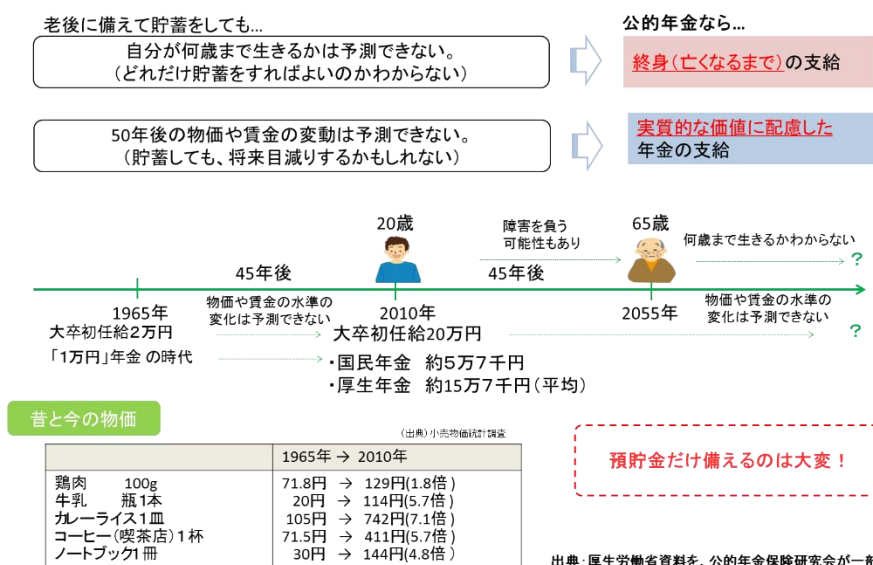 老後に備えて貯蓄をしても…
自分が何歳まで生きるかは予測できない。
（どれだけ貯蓄をすればよいのかわからない）
公的年金なら…
終身（亡くなるまで）の支給
50年後の物価や賃金の変動は予測できない。
（貯蓄しても、将来目減りするかもしれない）
実質的な価値に配慮した
年金の支給
20歳
障害を負う
可能性もあり
65歳
何歳まで生きるかわからない
?
45年後
45年後
1965年
物価や賃金の水準の
変化は予測できない
2010年
2055年
物価や賃金の水準の
変化は予測できない
大卒初任給2万円
大卒初任給20万円
?
「1万円」年金 の時代
・国民年金 約5万7千円
・厚生年金 約15万7千円（平均）
昔と今の物価
（出典）小売物価統計調査
1965年 → 2010年
鶏肉 100g 71.8円 → 129円(1.8倍)
牛乳 瓶1本 20円 → 114円(5.7倍)
カレーライス1皿 105円 → 742円(7.1倍)
コーヒー（喫茶店）1杯 71.5円 → 411円(5.7倍)
ノートブック1冊 30円 → 144円(4.8倍）
預貯金だけ備えるのは大変！
出典：厚生労働省資料を、公的年金保険研究会が一部